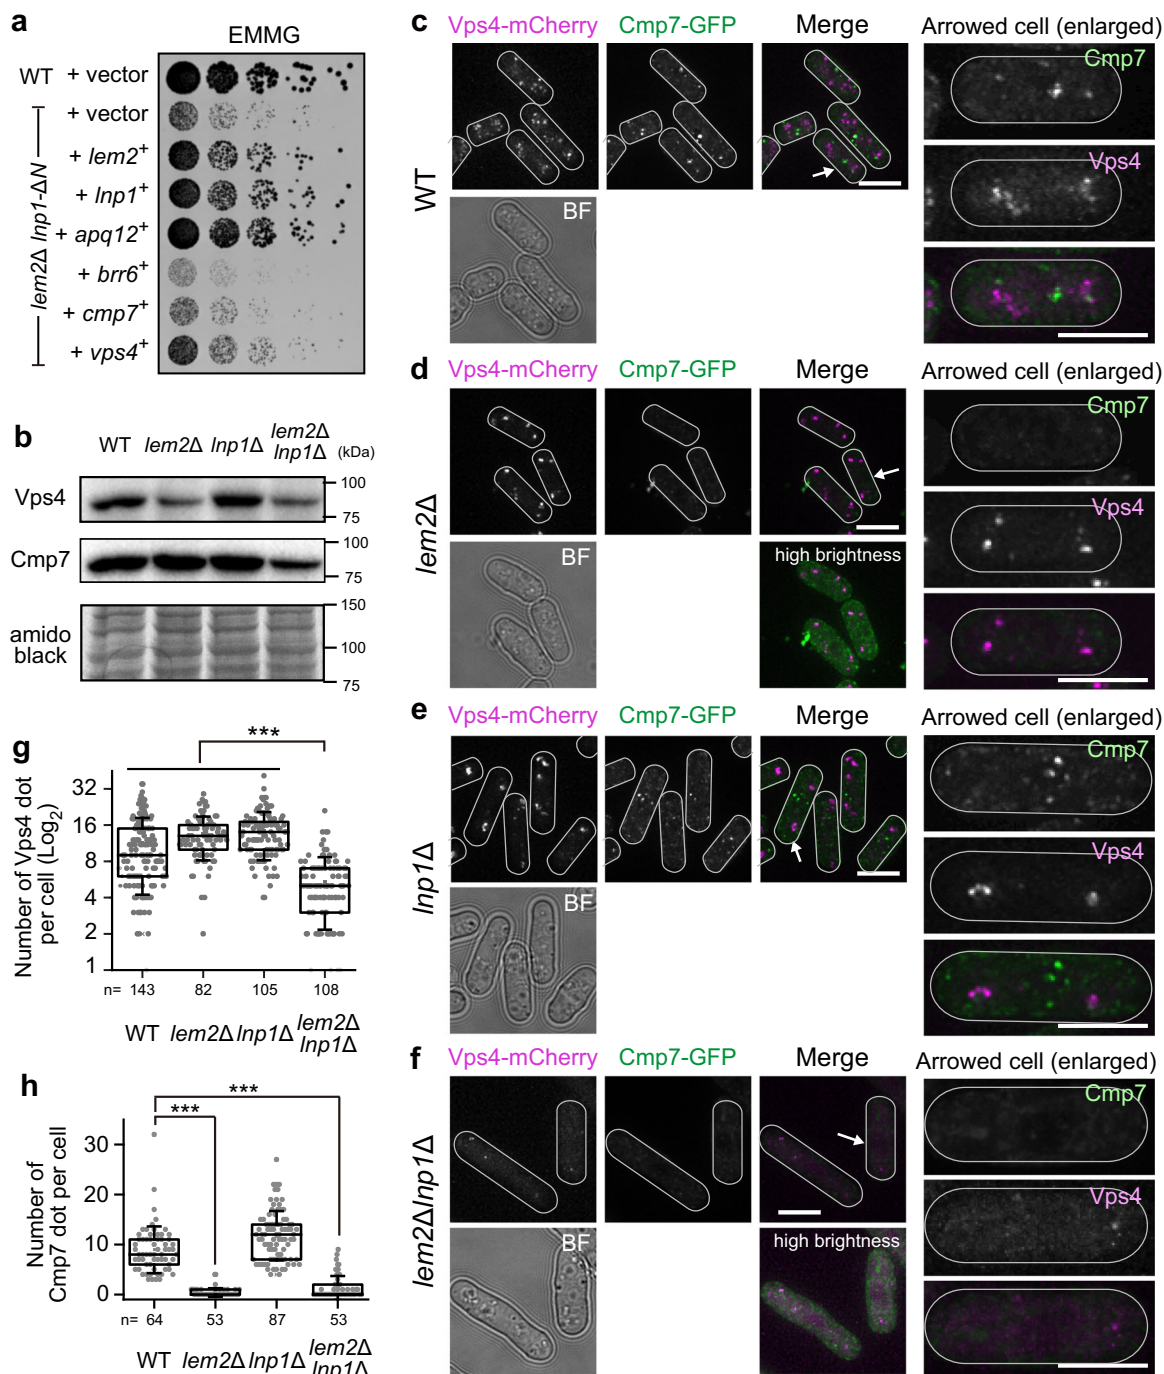 a
EMMG
WT + vector
lem2Δ lnp1-ΔN
+ vector
+ lem2+
+ lnp1+
+ apq12+
+ brr6+
+ cmp7+
+ vps4+
b
WT lem2Δ lnp1Δ lem2Δ lnp1Δ (kDa)
Vps4
100
75
Cmp7
100
75
amido black
150
100
75
g
***
Number of Vps4 dot per cell (Log2)
32
16
8
4
2
1
n= 143 82 105 108
WT lem2Δ lnp1Δ lem2Δ lnp1Δ
h
***
***
Number of Cmp7 dot per cell
30
20
10
0
n= 64 53 87 53
WT lem2Δ lnp1Δ lem2Δ lnp1Δ
c
Vps4-mCherry Cmp7-GFP Merge Arrowed cell (enlarged)
WT
BF
Cmp7
Vps4
d
Vps4-mCherry Cmp7-GFP Merge Arrowed cell (enlarged)
lem2Δ
BF
high brightness
Cmp7
Vps4
e
Vps4-mCherry Cmp7-GFP Merge Arrowed cell (enlarged)
lnp1Δ
BF
Cmp7
Vps4
f
Vps4-mCherry Cmp7-GFP Merge Arrowed cell (enlarged)
lem2Δlnp1Δ
BF
high brightness
Cmp7
Vps4